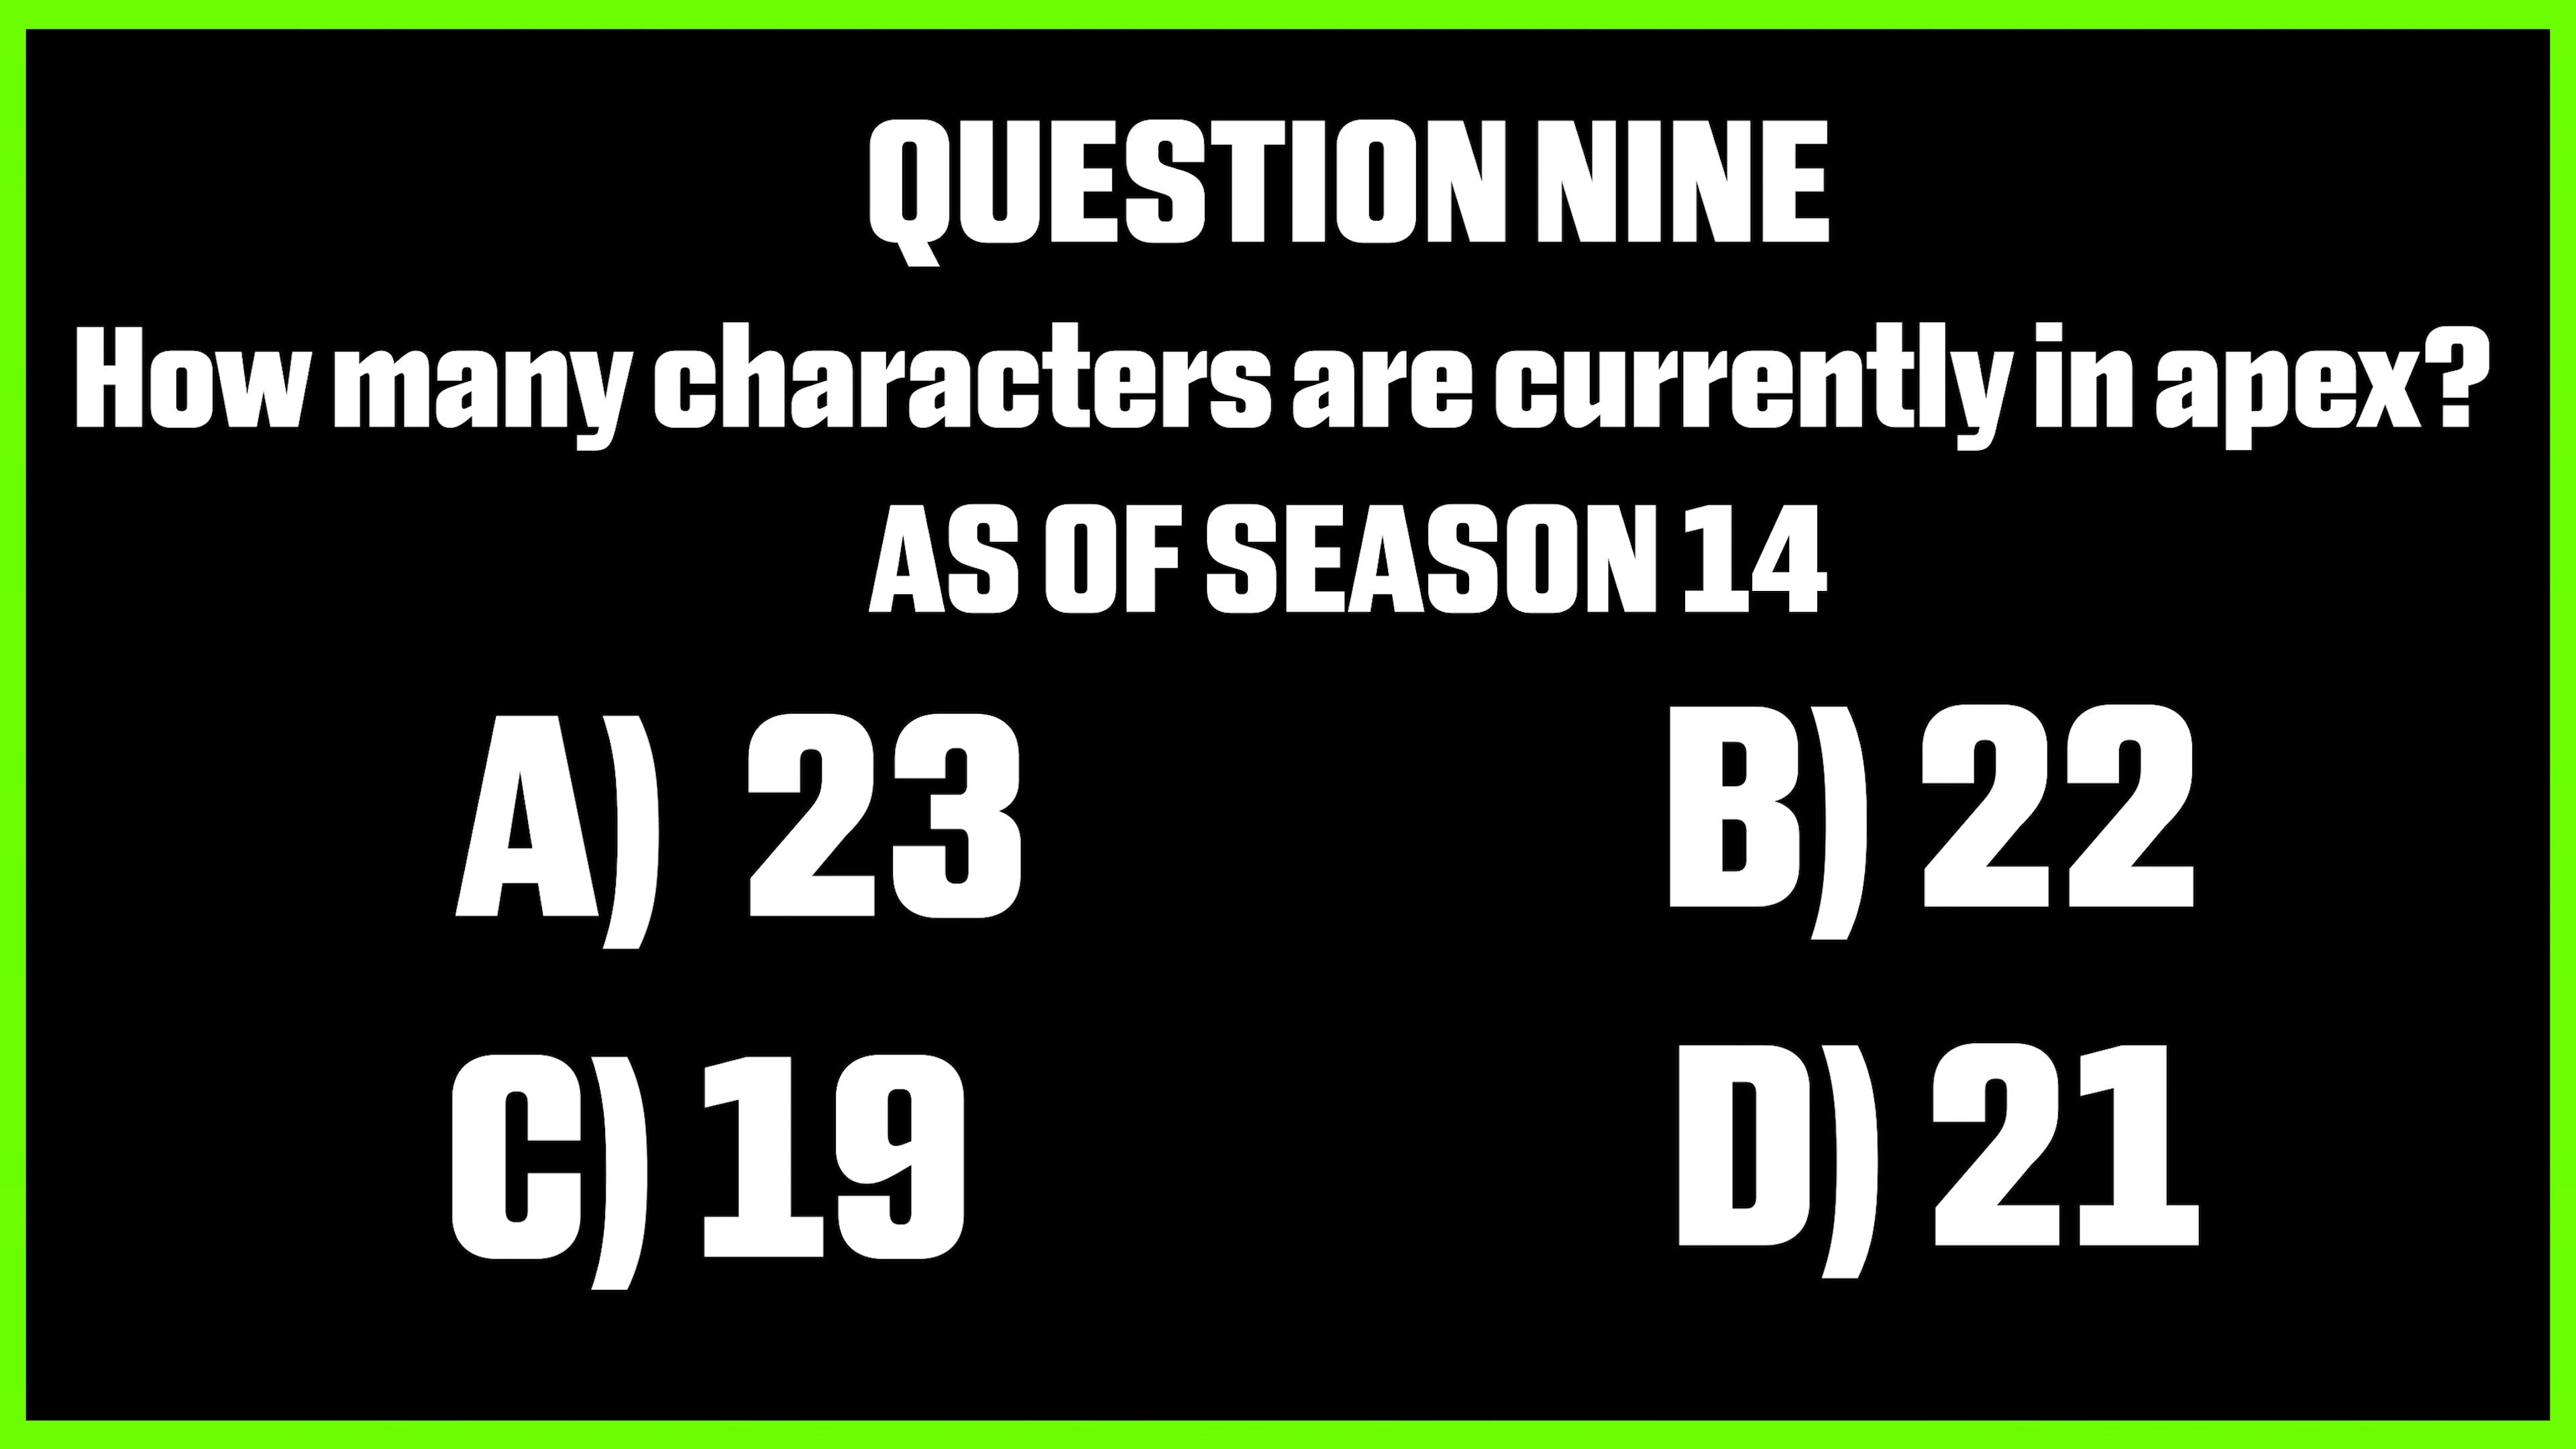 QUESTION NINE
How many characters are currently in apex?
AS OF SEASON 14
A) 23
B) 22
C) 19
D) 21